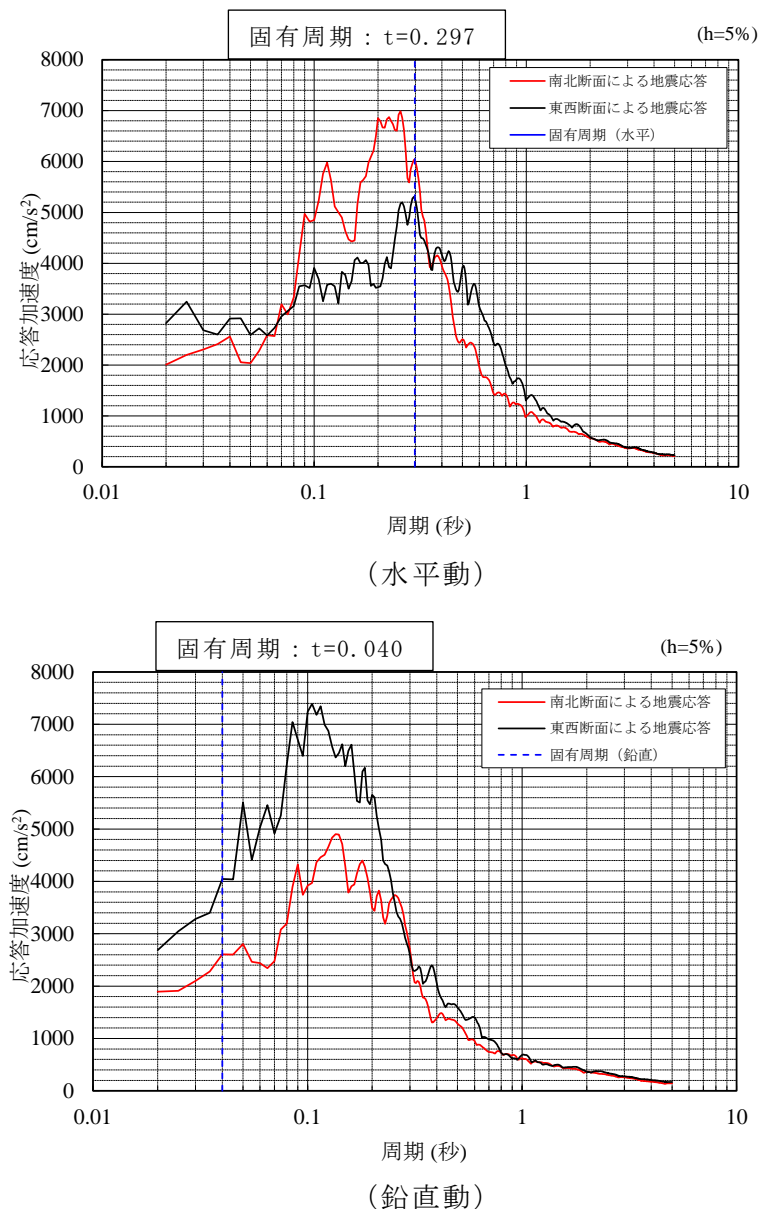 固有周期：t=0.297
(h=5%)
南北断面による地震応答
東西断面による地震応答
固有周期（水平）
応答加速度 (cm/s²)
8000
7000
6000
5000
4000
3000
2000
1000
0
0.01 0.1 1 10
周期 (秒)
（水平動）
固有周期：t=0.040
(h=5%)
南北断面による地震応答
東西断面による地震応答
固有周期（鉛直）
応答加速度 (cm/s²)
8000
7000
6000
5000
4000
3000
2000
1000
0
0.01 0.1 1 10
周期 (秒)
（鉛直動）